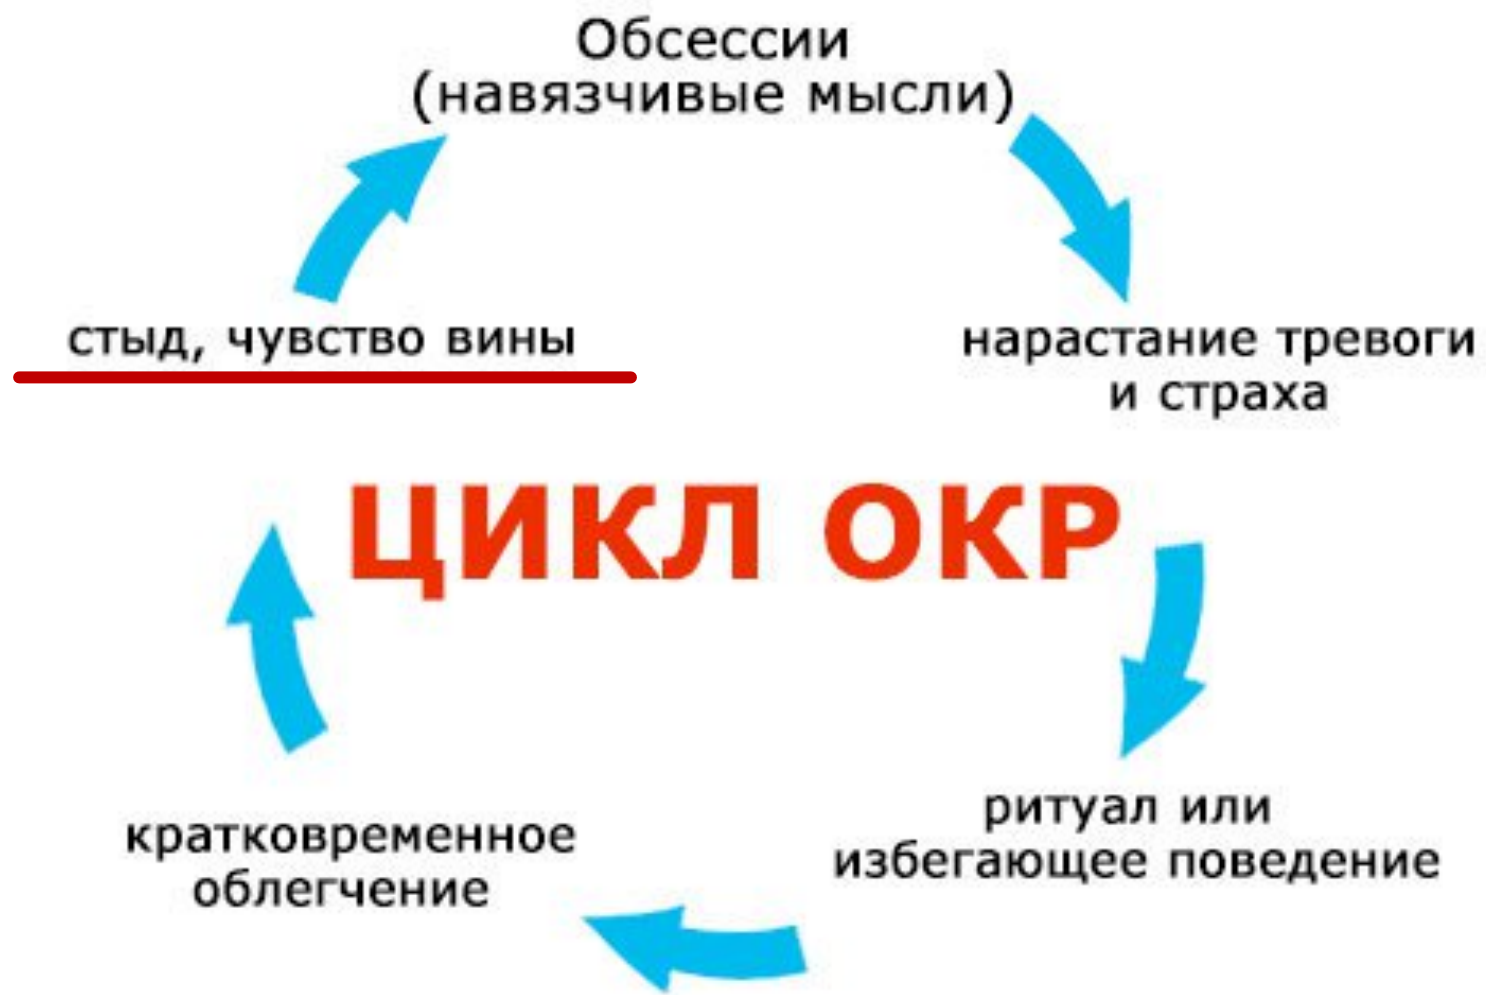 Обсессии
(навязчивые мысли)
нарастание тревоги
и страха
ритуал или
избегающее поведение
кратковременное
облегчение
стыд, чувство вины
ЦИКЛ ОКР